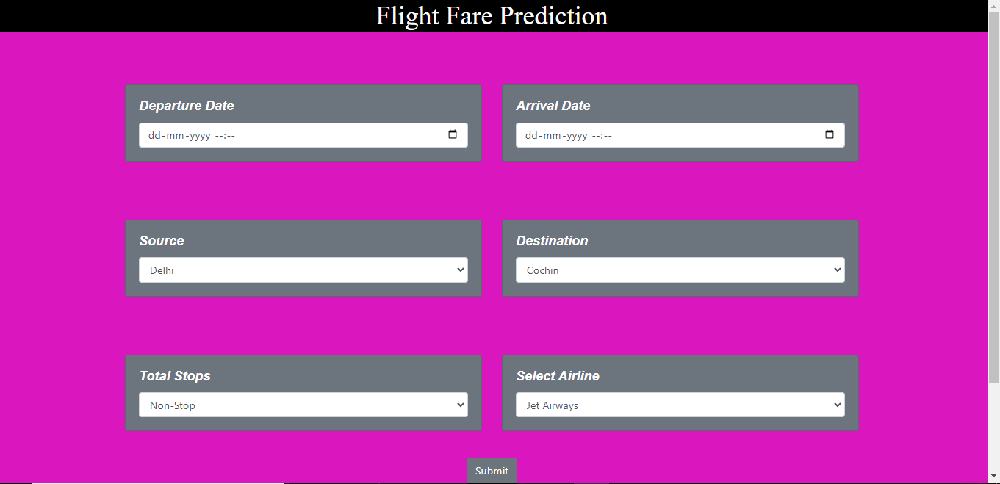 Flight Fare Prediction
Departure Date
Arrival Date
dd-mm-yyyy --:--
dd-mm-yyyy --:--
Source
Destination
Delhi
Cochin
Total Stops
Select Airline
Non-Stop
Jet Airways
Submit